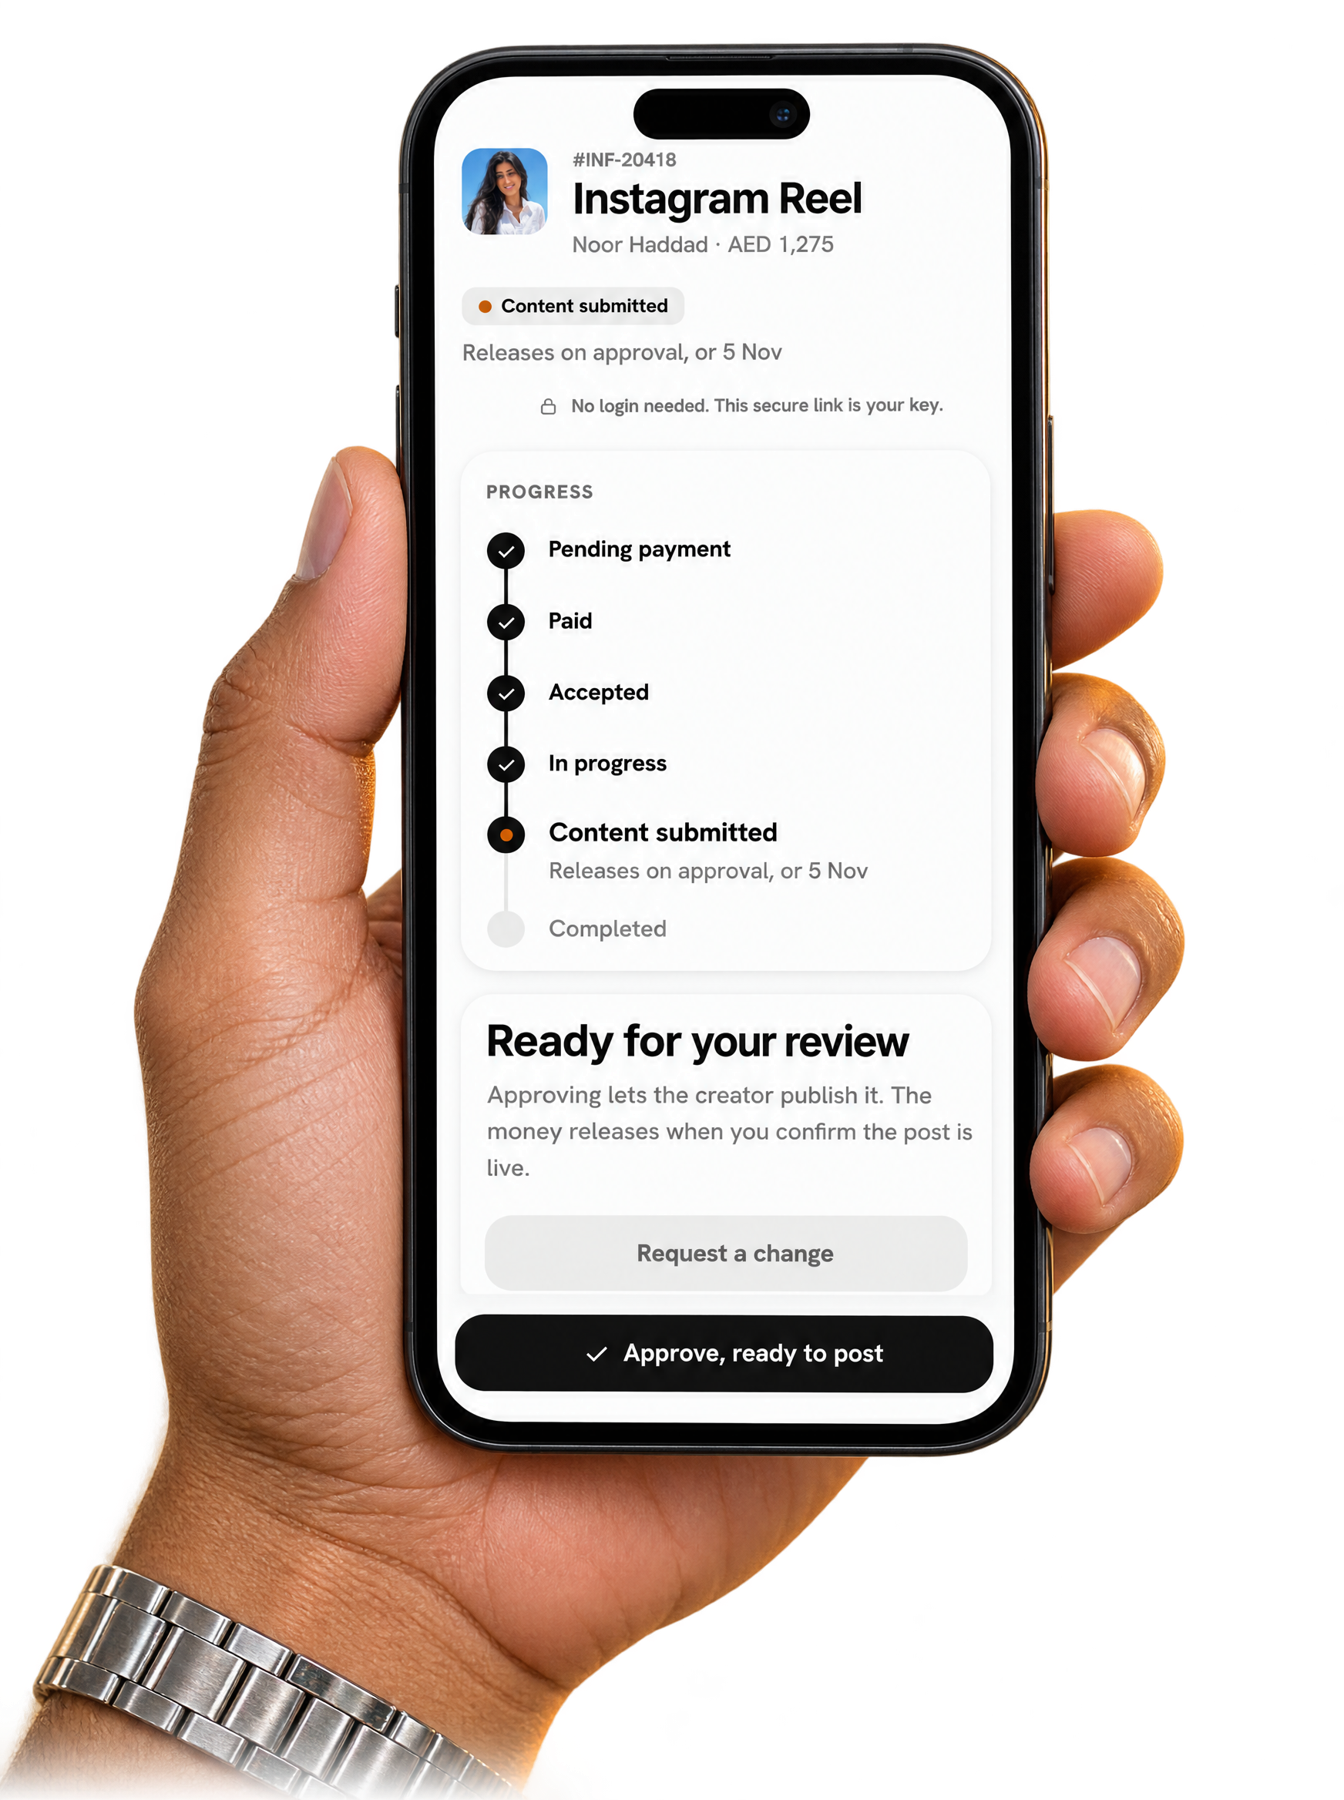 #INF-20418
Instagram Reel
Noor Haddad · AED 1,275
Content submitted
Releases on approval, or 5 Nov
No login needed. This secure link is your key.
PROGRESS
Pending payment
Paid
Accepted
In progress
Content submitted
Releases on approval, or 5 Nov
Completed
Ready for your review
Approving lets the creator publish it. The
money releases when you confirm the post is
live.
Request a change
Approve, ready to post